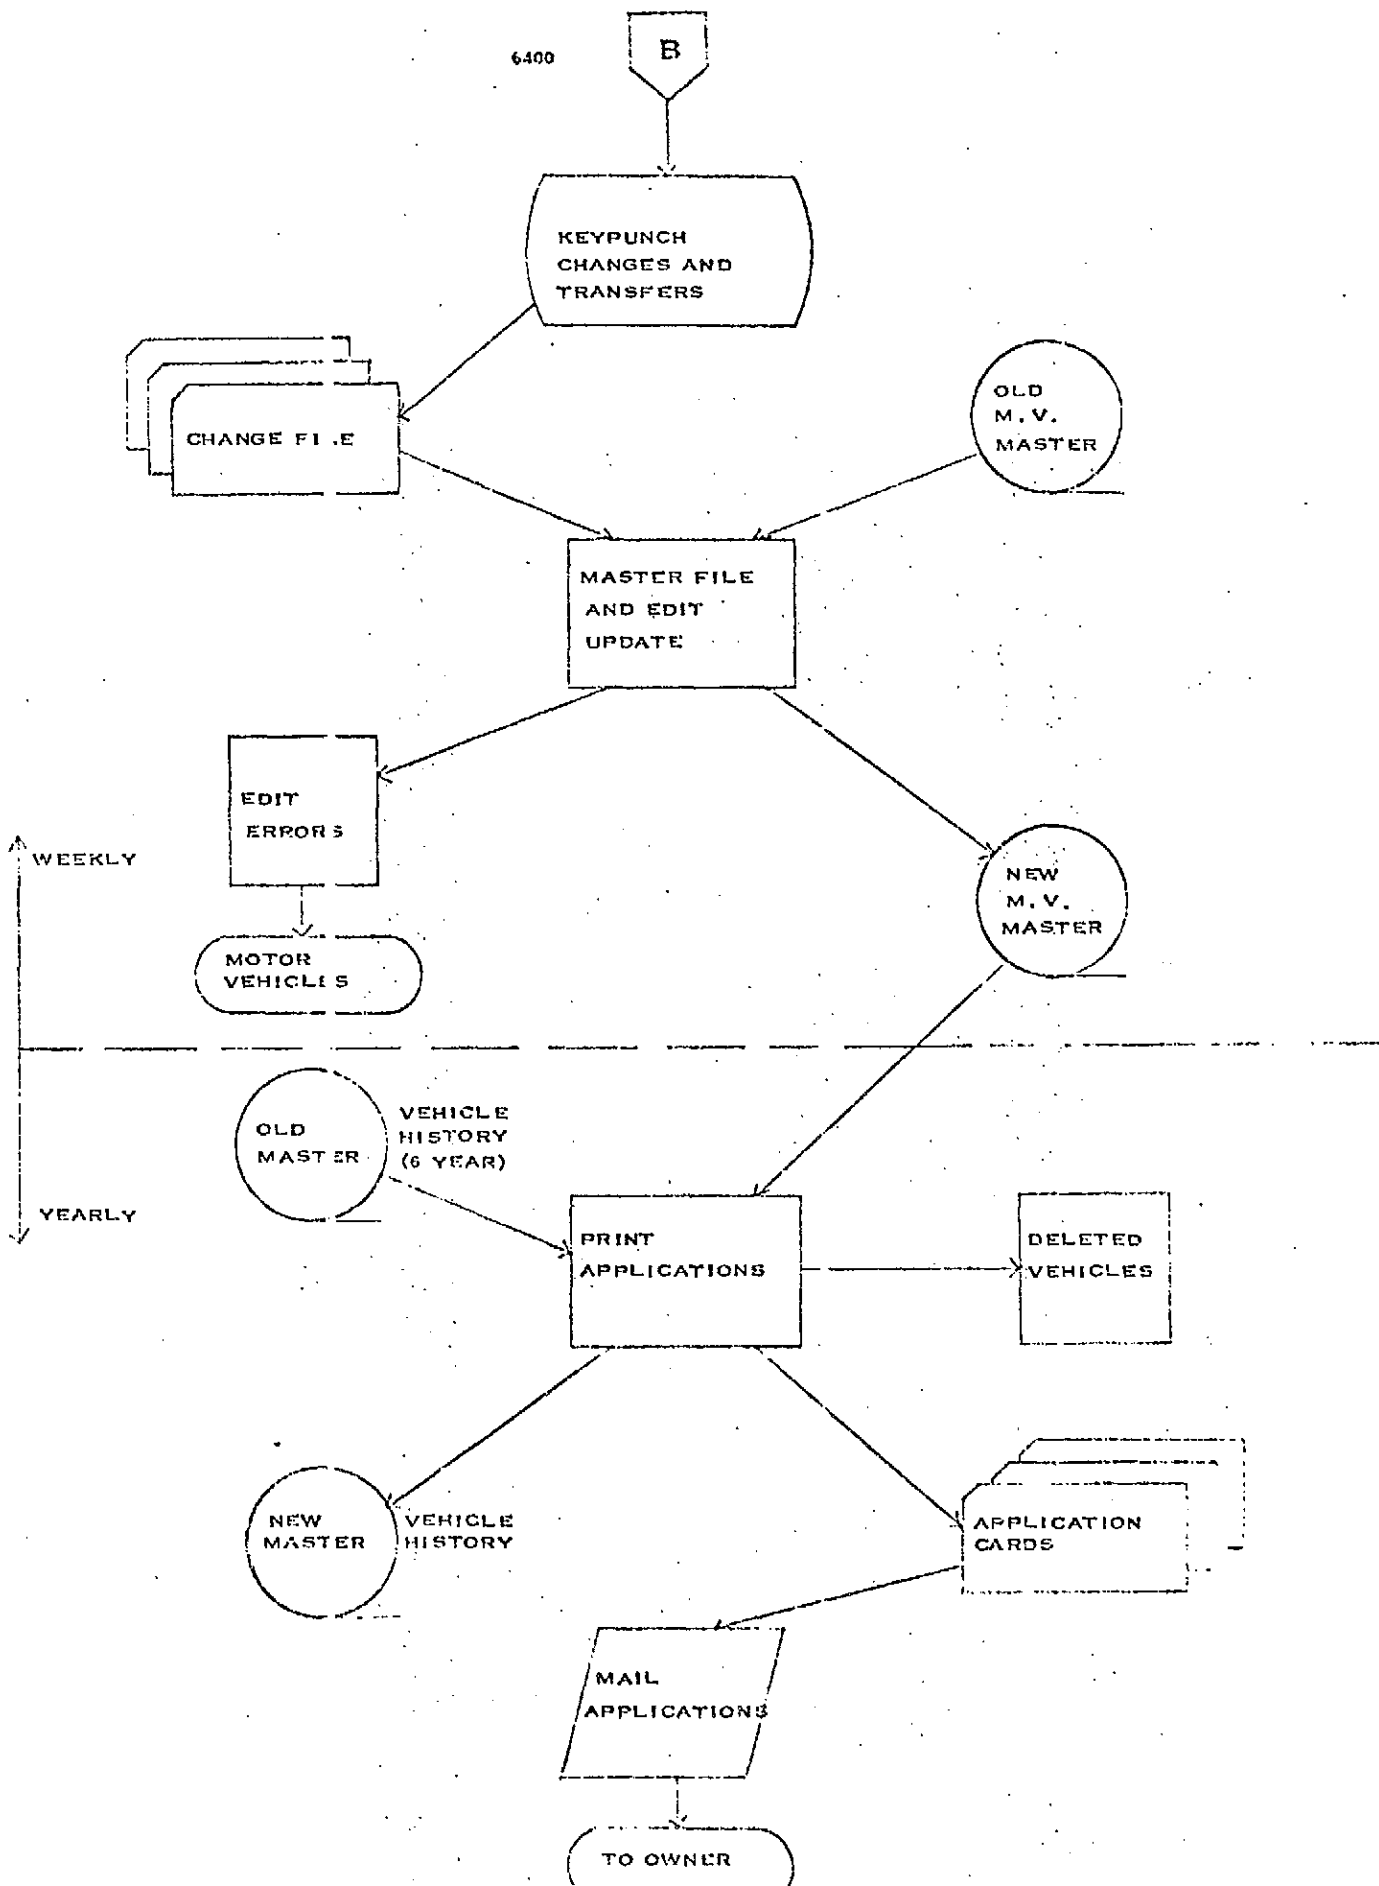 6400
B
KEYPUNCH
CHANGES AND
TRANSFERS
CHANGE FI.E
OLD
M.V.
MASTER
MASTER FILE
AND EDIT
UPDATE
EDIT
ERRORS
WEEKLY
NEW
M.V.
MASTER
MOTOR
VEHICLES
OLD
MASTER
VEHICLE
HISTORY
(6 YEAR)
YEARLY
PRINT
APPLICATIONS
DELETED
VEHICLES
NEW
MASTER
VEHICLE
HISTORY
APPLICATION
CARDS
MAIL
APPLICATIONS
TO OWNER